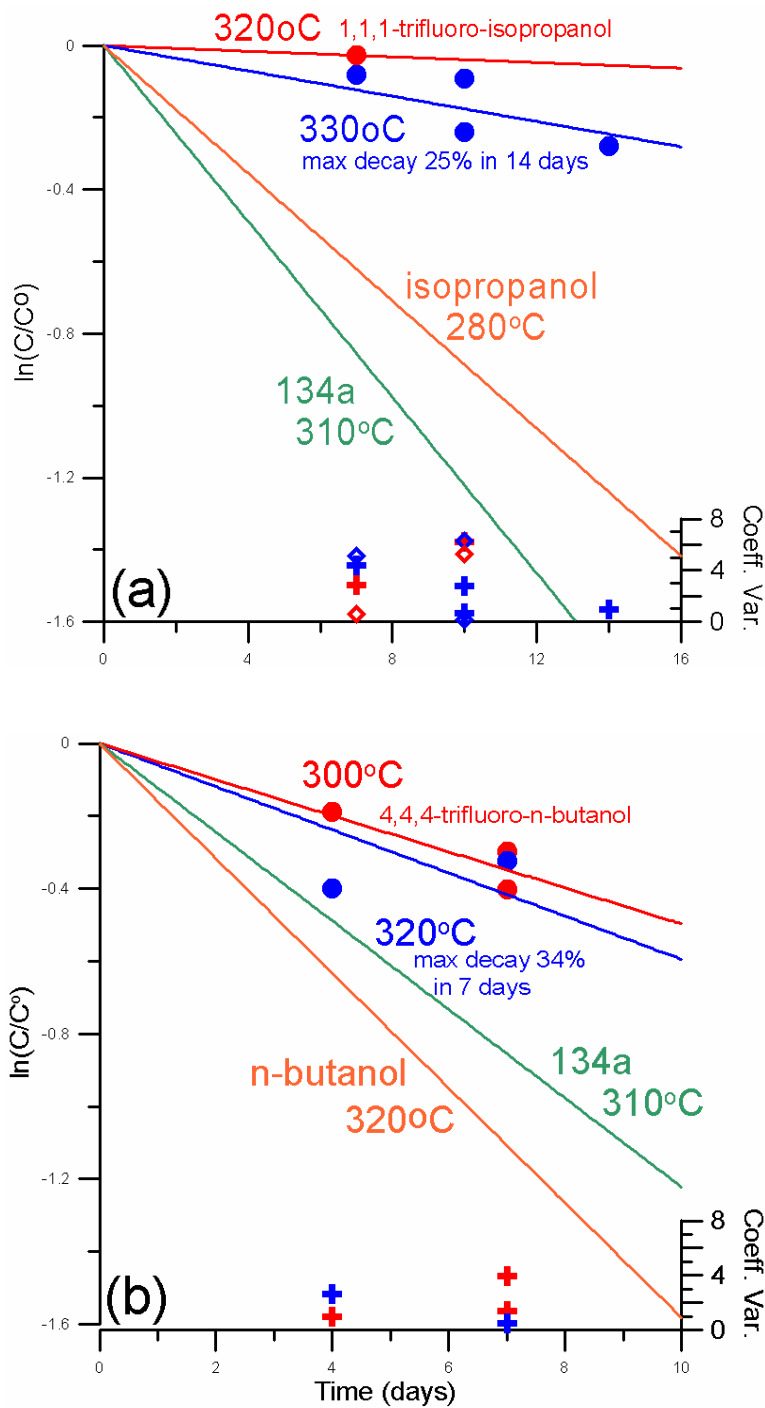 320oC 1,1,1-trifluoro-isopropanol
0
330oC
max decay 25% in 14 days
-0.4
ln(C/Cº)
isopropanol
280ºC
-0.8
134a
310ºC
-1.2
8
4
0
Coeff. Var.
(a)
-1.6
0 4 8 12 16
0
300ºC
4,4,4-trifluoro-n-butanol
-0.4
320ºC
max decay 34%
in 7 days
ln(C/Cº)
-0.8
n-butanol
320oC
134a
310ºC
-1.2
8
4
0
Coeff. Var.
(b)
-1.6
0 2 4 6 8 10
Time (days)